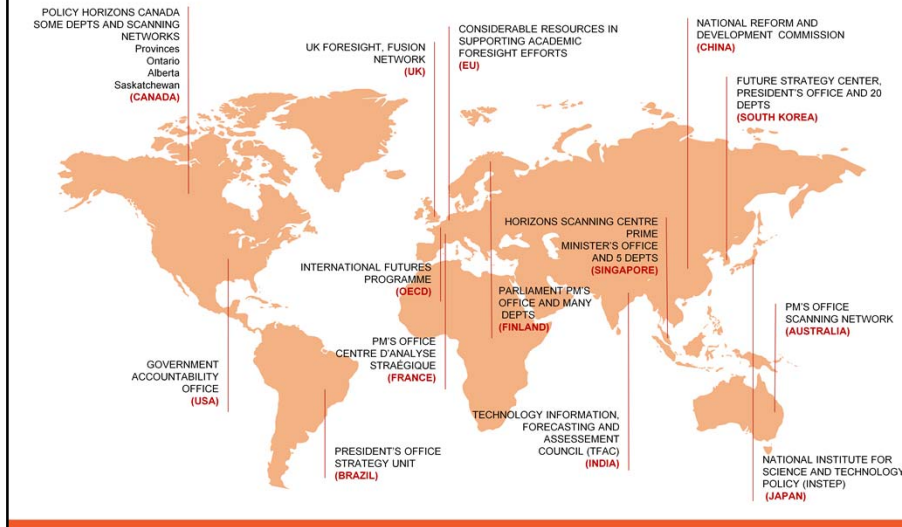 POLICY HORIZONS CANADA
SOME DEPTS AND SCANNING
NETWORKS
Provinces
Ontario
Alberta
Saskatchewan
(CANADA)
UK FORESIGHT, FUSION
NETWORK
(UK)
CONSIDERABLE RESOURCES IN
SUPPORTING ACADEMIC
FORESIGHT EFFORTS
(EU)
NATIONAL REFORM AND
DEVELOPMENT COMMISSION
(CHINA)
FUTURE STRATEGY CENTER,
PRESIDENT'S OFFICE AND 20
DEPTS
(SOUTH KOREA)
HORIZONS SCANNING CENTRE
PRIME
MINISTER'S OFFICE
AND 5 DEPTS
(SINGAPORE)
INTERNATIONAL FUTURES
PROGRAMME
(OECD)
PARLIAMENT PM'S
OFFICE AND MANY
DEPTS
(FINLAND)
PM'S OFFICE
SCANNING NETWORK
(AUSTRALIA)
PM'S OFFICE
CENTRE D'ANALYSE
STRAÉGIQUE
(FRANCE)
GOVERNMENT
ACCOUNTABILITY
OFFICE
(USA)
TECHNOLOGY INFORMATION,
FORECASTING AND
ASSESSEMENT
COUNCIL (TFAC)
(INDIA)
PRESIDENT'S OFFICE
STRATEGY UNIT
(BRAZIL)
NATIONAL INSTITUTE FOR
SCIENCE AND TECHNOLOGY
POLICY (INSTEP)
(JAPAN)